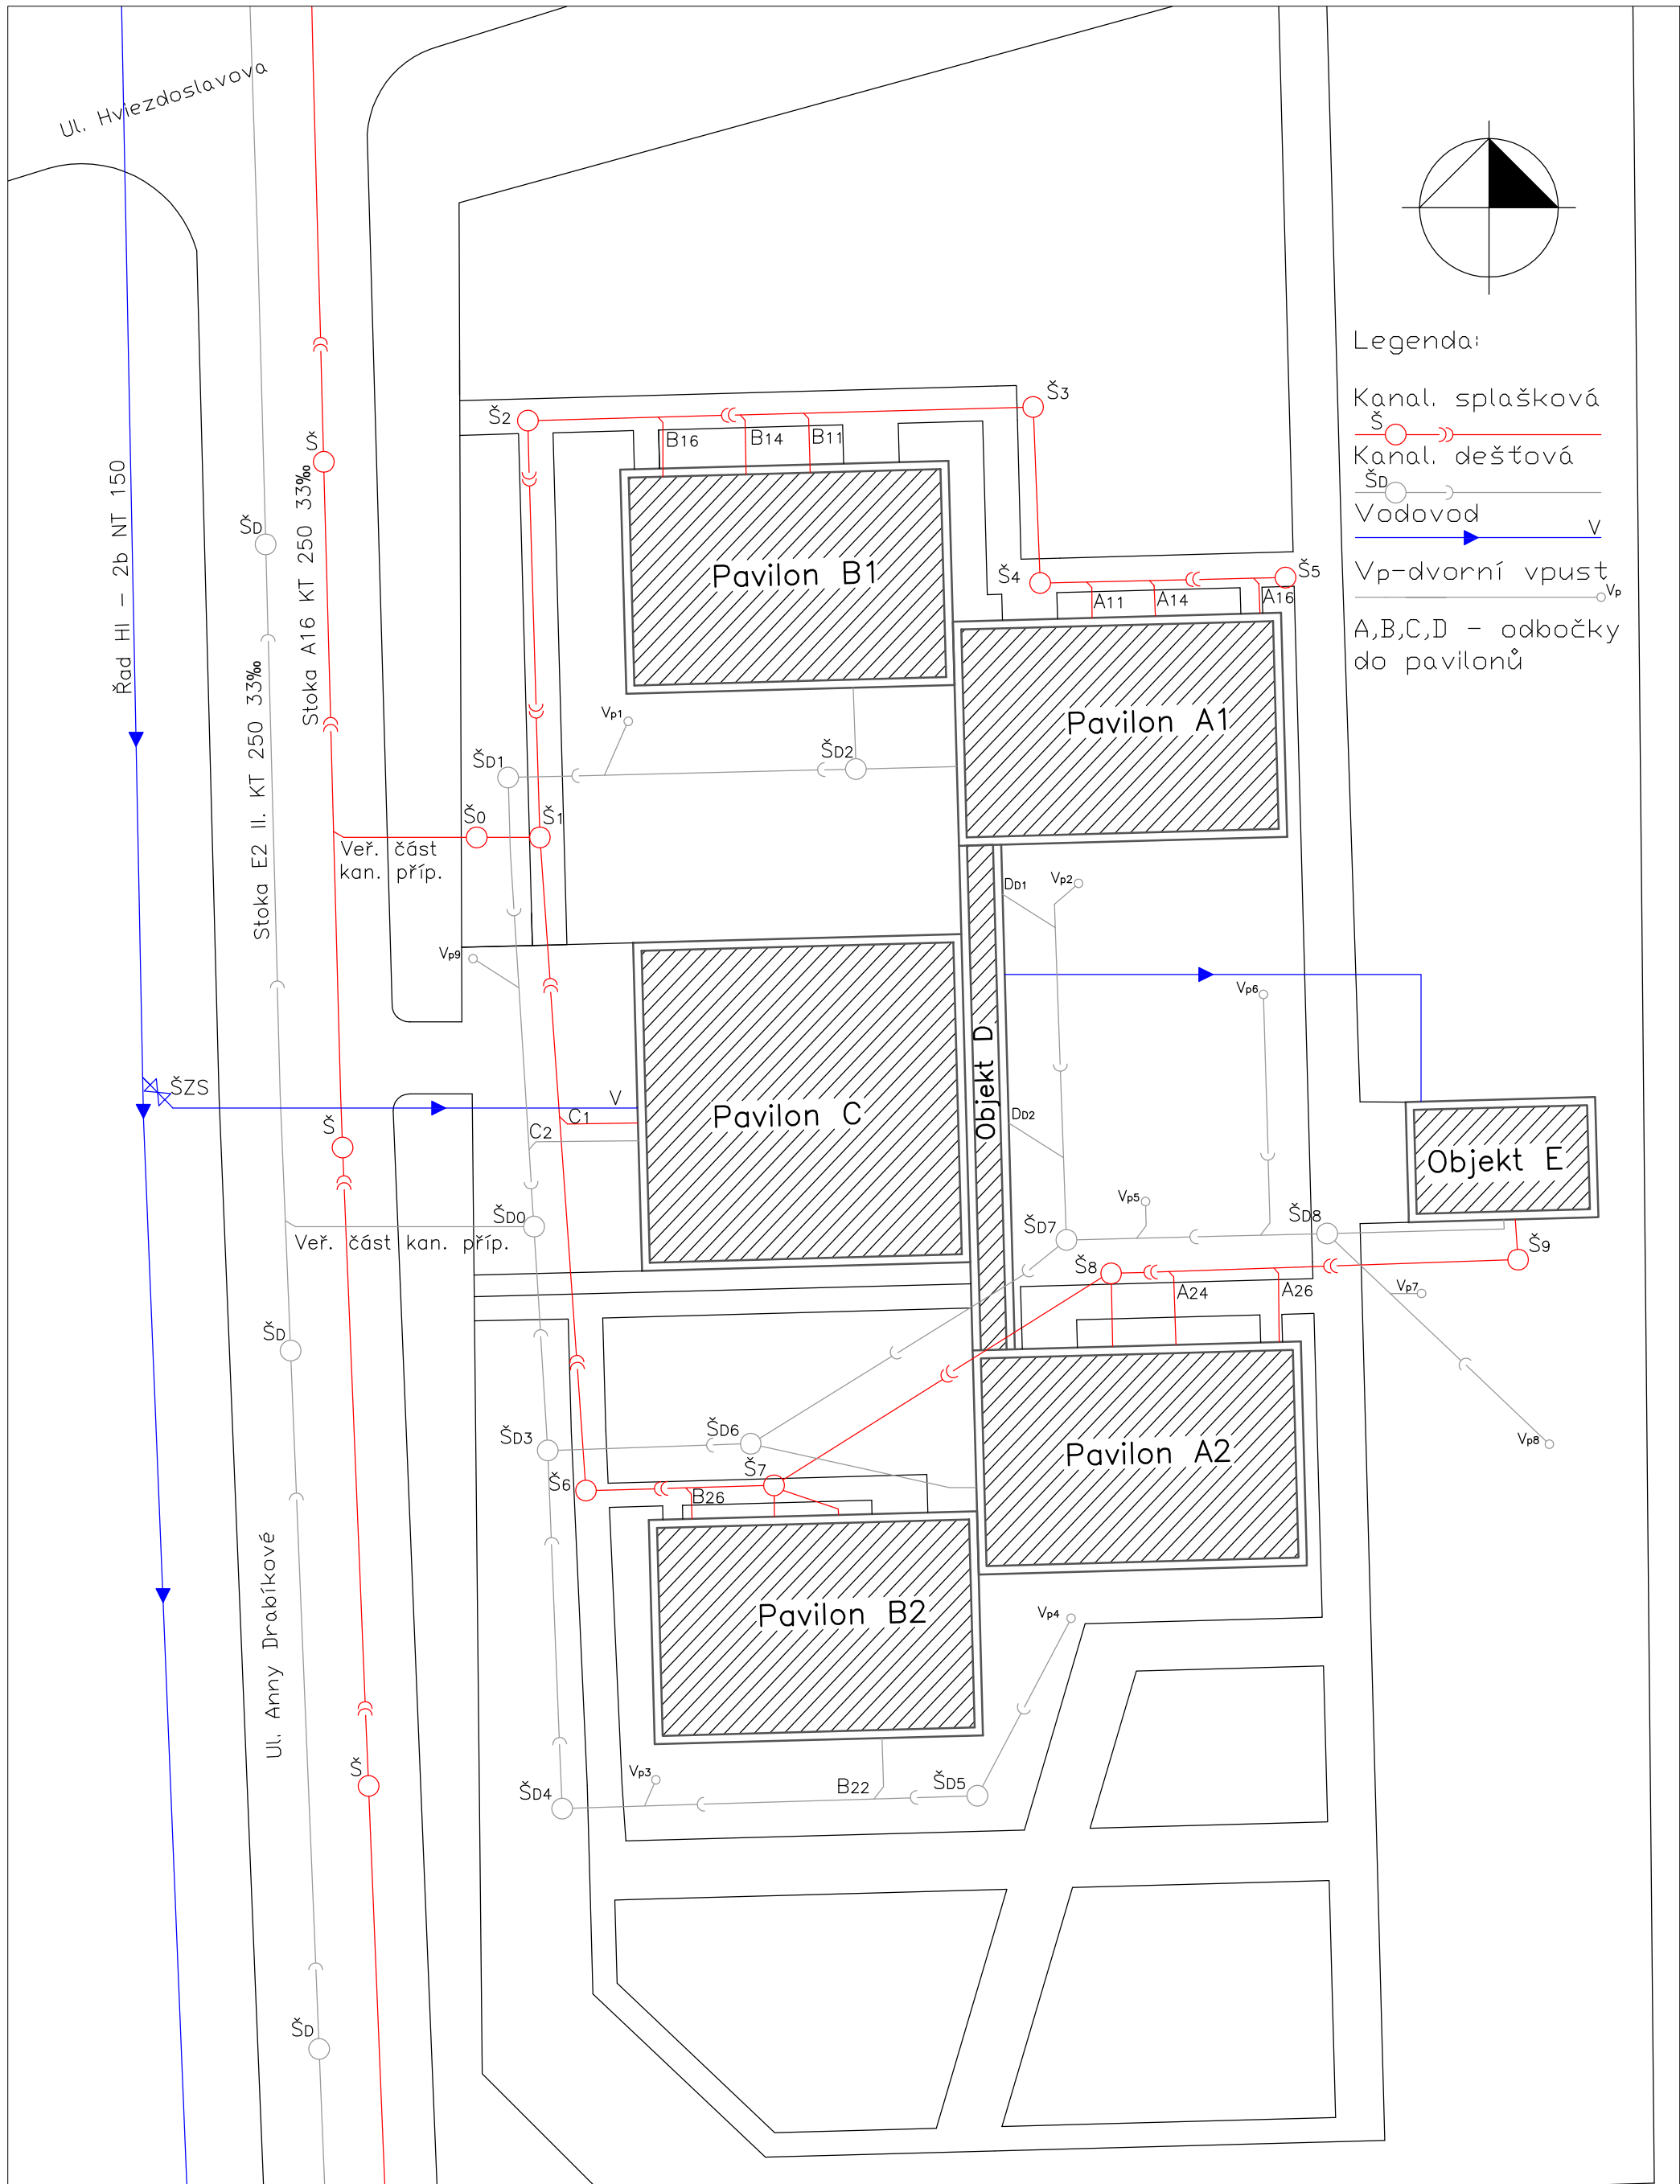 Ul. Hviezdoslavova
Řad HI - 2b NT 150
Stoka E2 II. KT 250 33‰
Stoka A16 KT 250 33‰
Š
ŠD
Legenda:
Kanal. splašková
Š
Kanal. dešťová
ŠD
Vodovod
V
Vp-dvorní vpust
Vp
A,B,C,D - odbočky
do pavilonů
Š2
Š3
B16
B14
B11
Pavilon B1
Š4
Š5
A11
A14
A16
Pavilon A1
Vp1
ŠD1
ŠD2
Š0
Š1
Veř. část
kan. příp.
DD1
Vp2
Vp9
Vp6
Objekt D
ŠZS
V
C1
C2
Pavilon C
DD2
Š
Objekt E
ŠD0
Veř. část kan. příp.
Vp5
ŠD7
ŠD8
Š9
Š8
A24
A26
Vp7
ŠD
ŠD3
ŠD6
Š7
Š6
B26
Pavilon A2
Vp8
Ul. Anny Drabíkové
Pavilon B2
Vp4
Š
Vp3
ŠD4
B22
ŠD5
ŠD